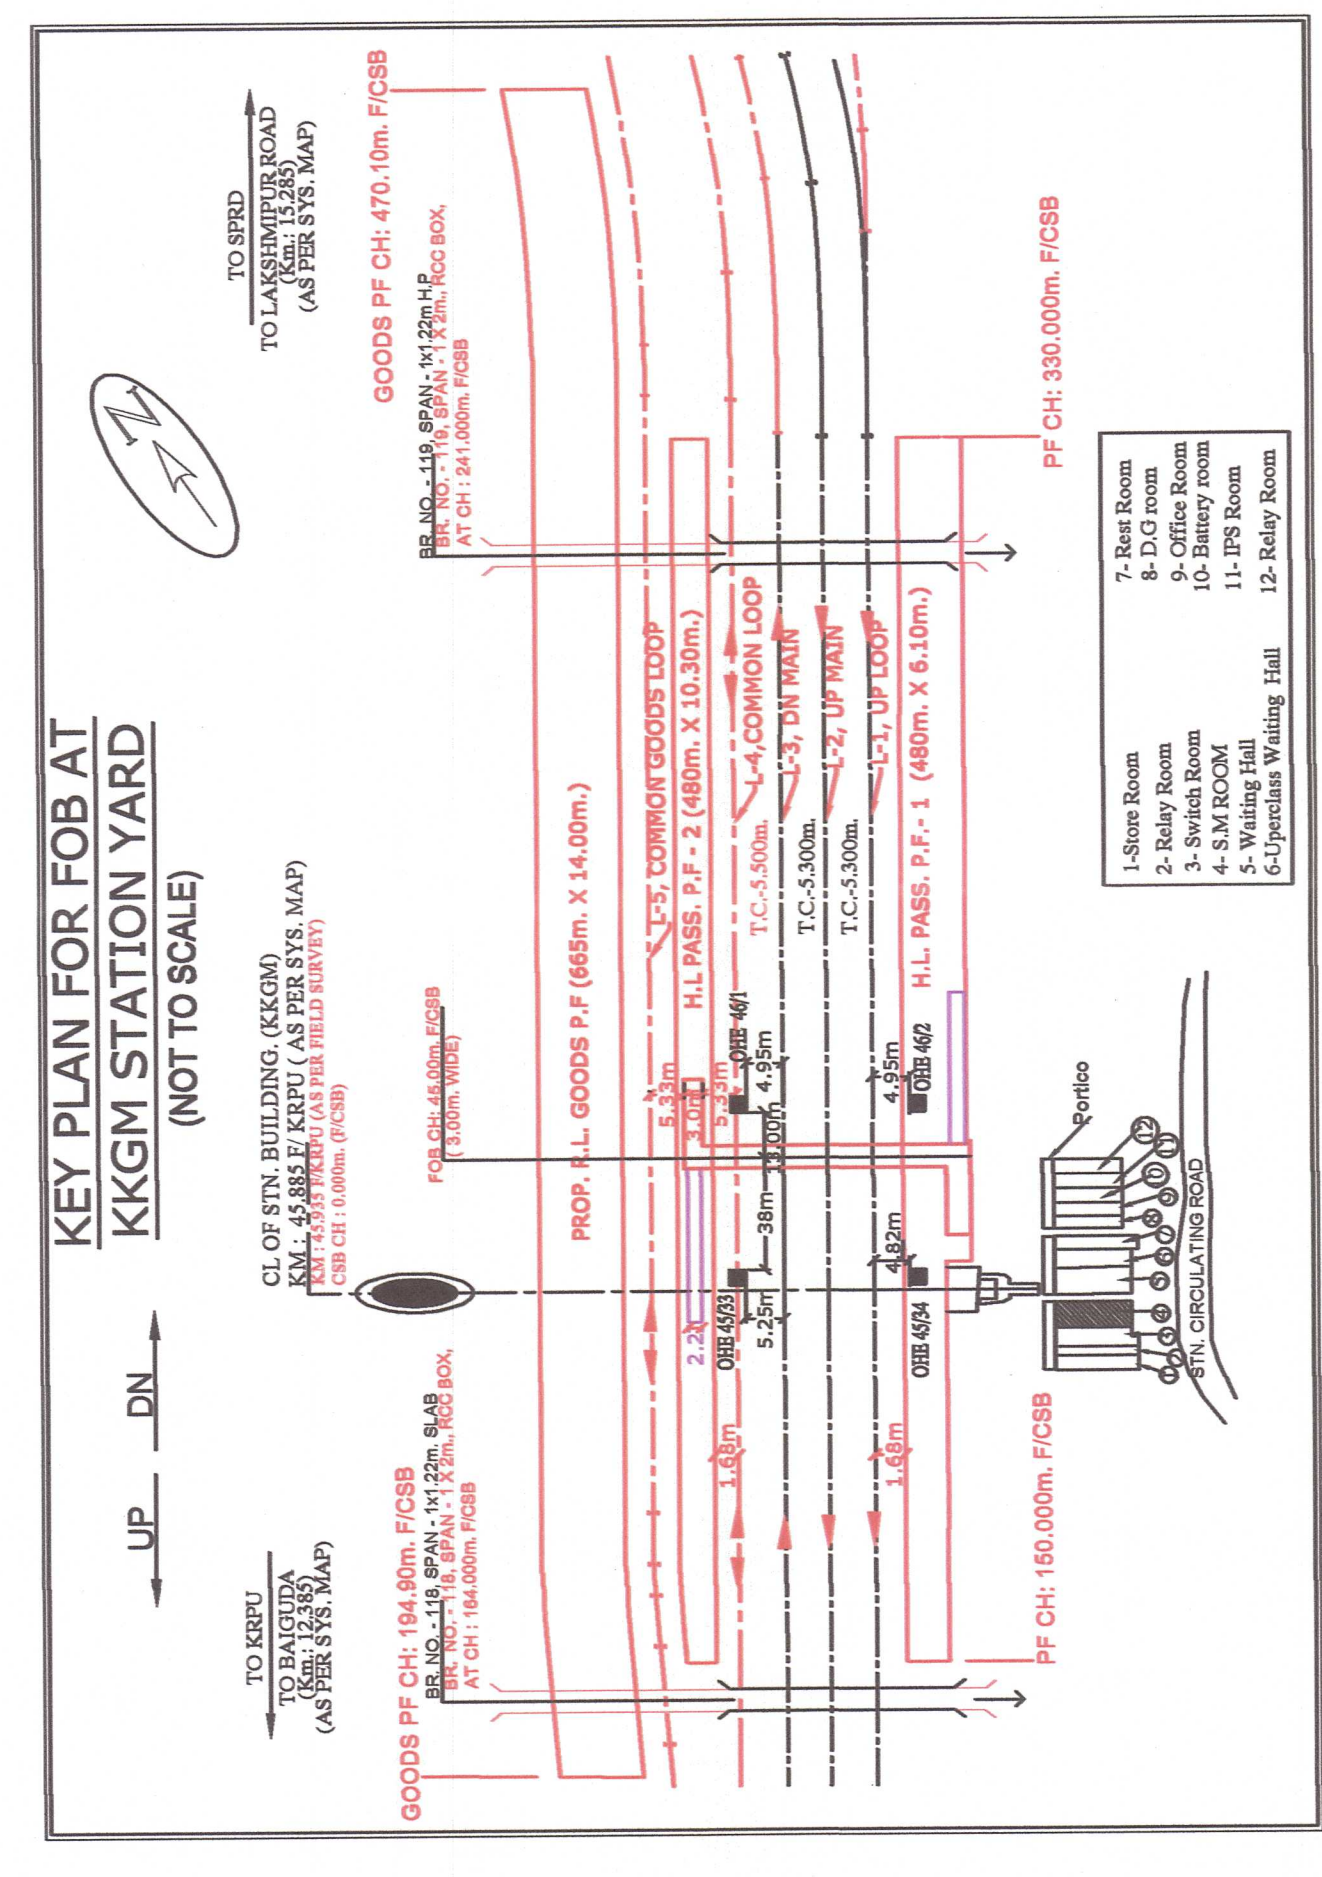 KEY PLAN FOR FOB AT
KKGM STATION YARD
(NOT TO SCALE)
UP
DN
TO KRPU
TO BAIGUDA
(Km.: 12.385)
(AS PER SYS. MAP)
TO SPRD
TO LAKSHMIPUR ROAD
(Km.: 15.285)
(AS PER SYS. MAP)
N
CL OF STN. BUILDING. (KKGM)
KM : 45.885 F/ KRPU ( AS PER SYS. MAP)
KM : 45.935 F/KRPU (AS PER FIELD SURVEY)
CSB CH : 0.000m. (F/CSB)
GOODS PF CH: 194.90m. F/CSB
GOODS PF CH: 470.10m. F/CSB
BR. NO. - 118, SPAN - 1x1.22m. SLAB
BR. NO. - 118, SPAN - 1 X 2m., RCC BOX,
AT CH : 164.000m. F/CSB
FOB CH: 45.00m. F/CSB
( 3.00m. WIDE)
BR. NO. - 119, SPAN - 1x1.22m H.P
BR. NO. - 119, SPAN - 1 X 2m., RCC BOX,
AT CH : 241.000m. F/CSB
PROP. R.L. GOODS P.F (665m. X 14.00m.)
L-5, COMMON GOODS LOOP
5.33m
H.L PASS. P.F - 2 (480m. X 10.30m.)
3.0m
5.33m
1.68m
OHE 45/33
OHE 46/1
L-4,COMMON LOOP
T.C.-5.500m.
5.25m
38m
13.00m
4.95m
L-3, DN MAIN
T.C.-5.300m.
L-2, UP MAIN
T.C.-5.300m.
L-1, UP LOOP
1.68m
4.82m
4.95m
OHE 45/34
OHE 46/2
H.L. PASS. P.F.- 1 (480m. X 6.10m.)
PF CH: 150.000m. F/CSB
PF CH: 330.000m. F/CSB
Portico
1 2 3 4 5 6 7 8 9 10 11 12
STN. CIRCULATING ROAD
1-Store Room
2- Relay Room
3- Switch Room
4- S.M ROOM
5- Waiting Hall
6-Uperclass Waiting Hall
7- Rest Room
8- D.G room
9- Office Room
10- Battery room
11- IPS Room
12- Relay Room